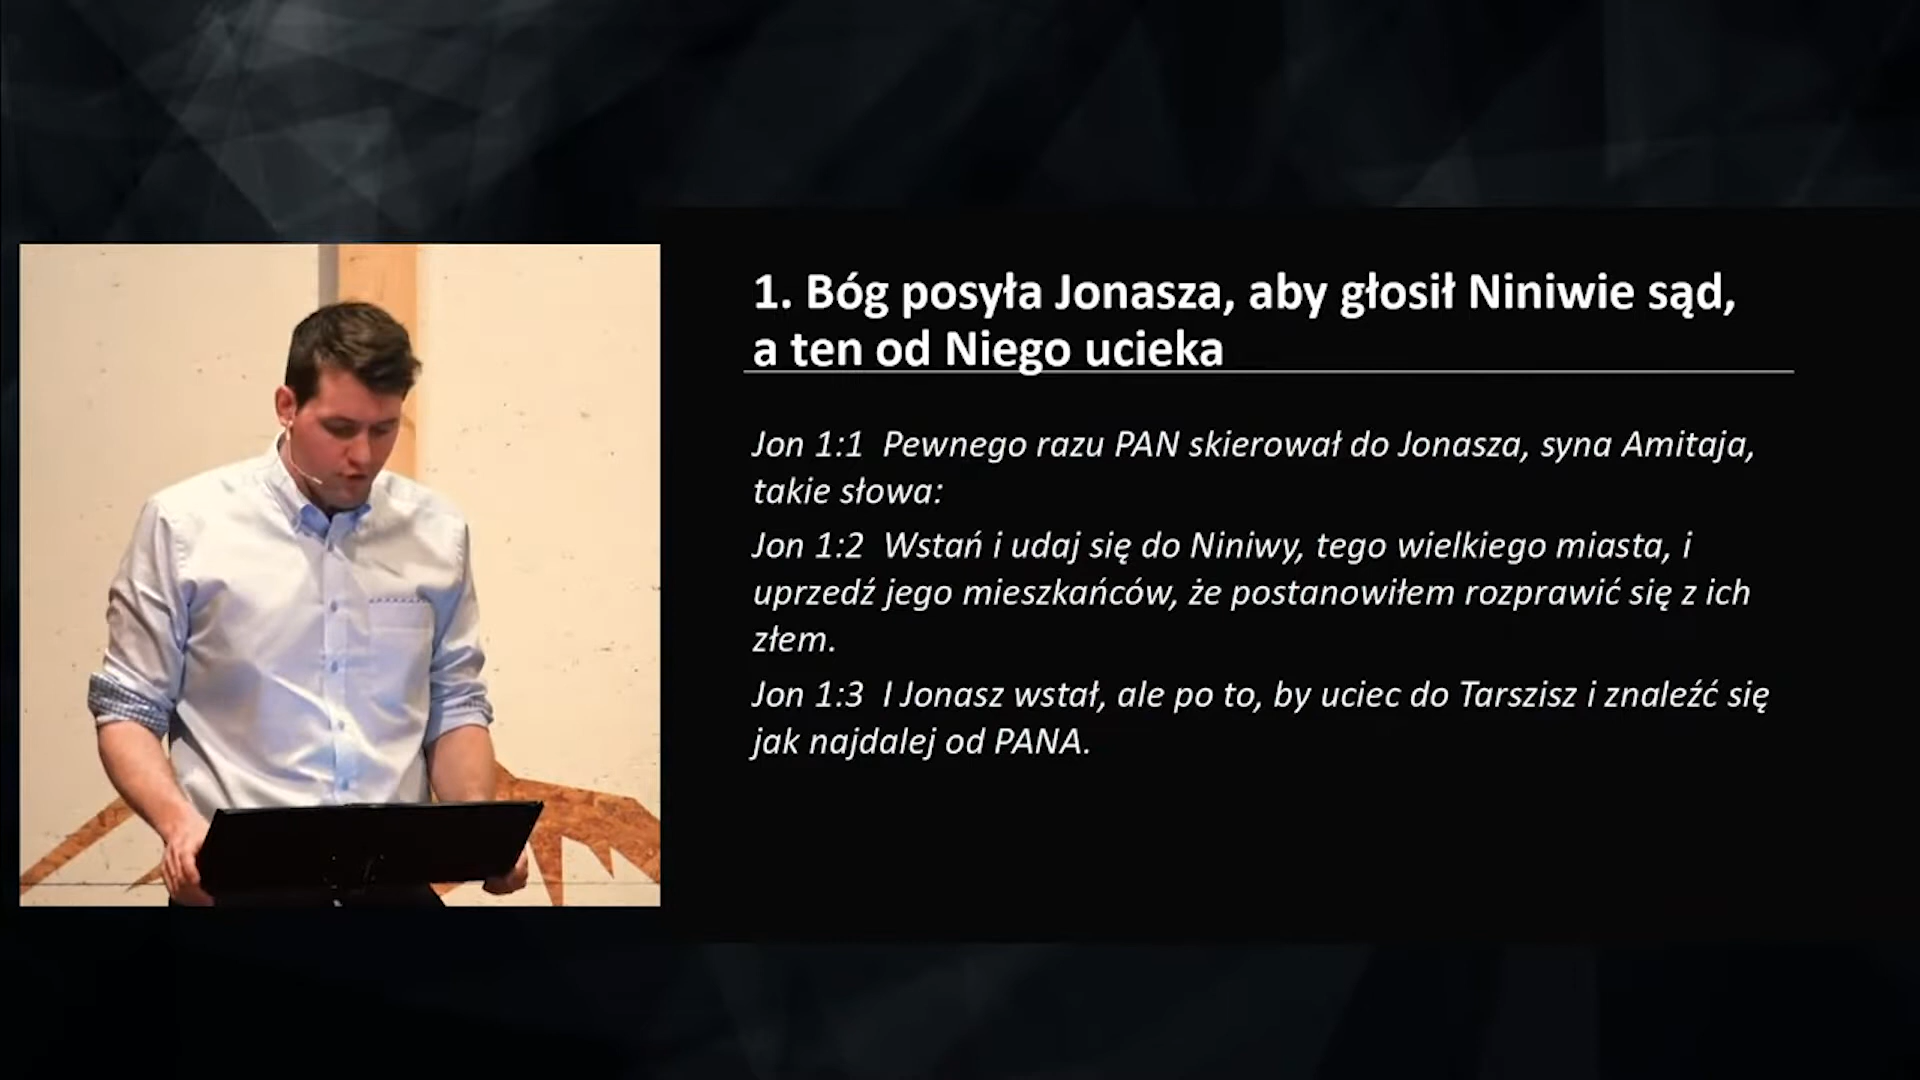 1. Bóg posyła Jonasza, aby głosił Niniwie sąd,
a ten od Niego ucieka
Jon 1:1  Pewnego razu PAN skierował do Jonasza, syna Amitaja,
takie słowa:
Jon 1:2  Wstań i udaj się do Niniwy, tego wielkiego miasta, i
uprzedź jego mieszkańców, że postanowiłem rozprawić się z ich
złem.
Jon 1:3  I Jonasz wstał, ale po to, by uciec do Tarszisz i znaleźć się
jak najdalej od PANA.